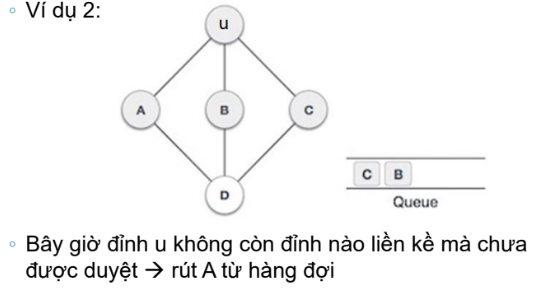 Ví dụ 2:
u
A
B
C
D
C B
Queue
Bây giờ đỉnh u không còn đỉnh nào liền kề mà chưa
được duyệt → rút A từ hàng đợi